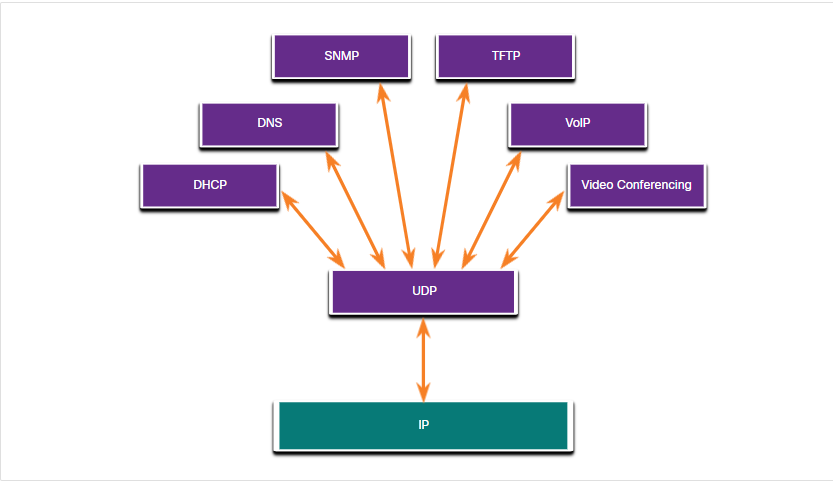 SNMP
TFTP
DNS
VoIP
DHCP
Video Conferencing
UDP
IP